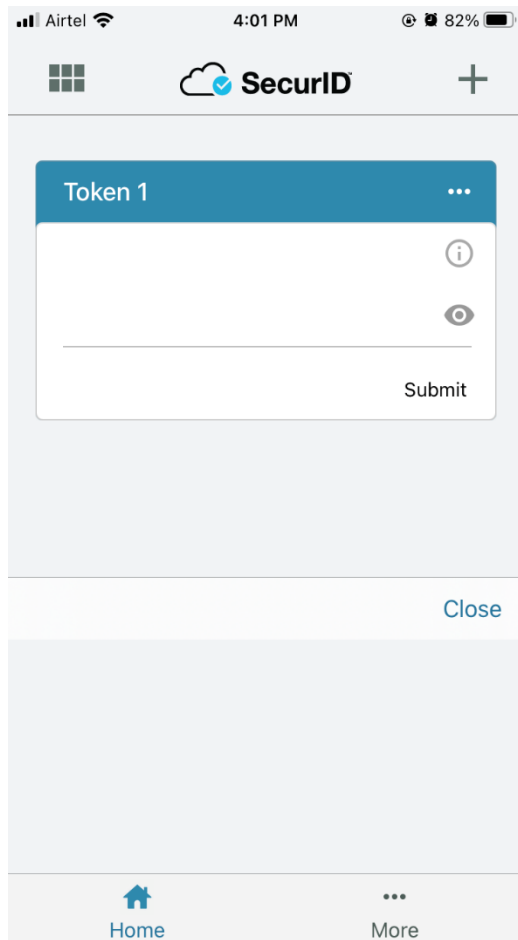 Airtel 4:01 PM 82%
SecurID
Token 1
Submit
Close
Home More